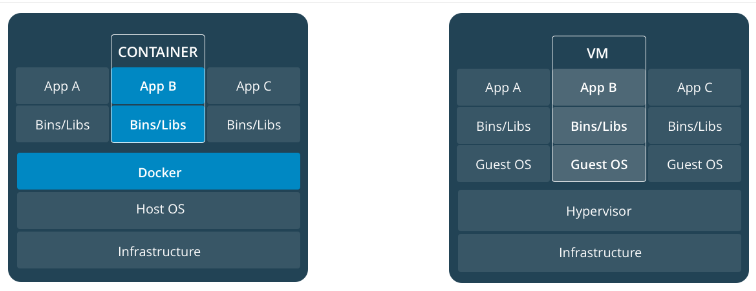 CONTAINER
App A App B App C
Bins/Libs Bins/Libs Bins/Libs
Docker
Host OS
Infrastructure
VM
App A App B App C
Bins/Libs Bins/Libs Bins/Libs
Guest OS Guest OS Guest OS
Hypervisor
Infrastructure